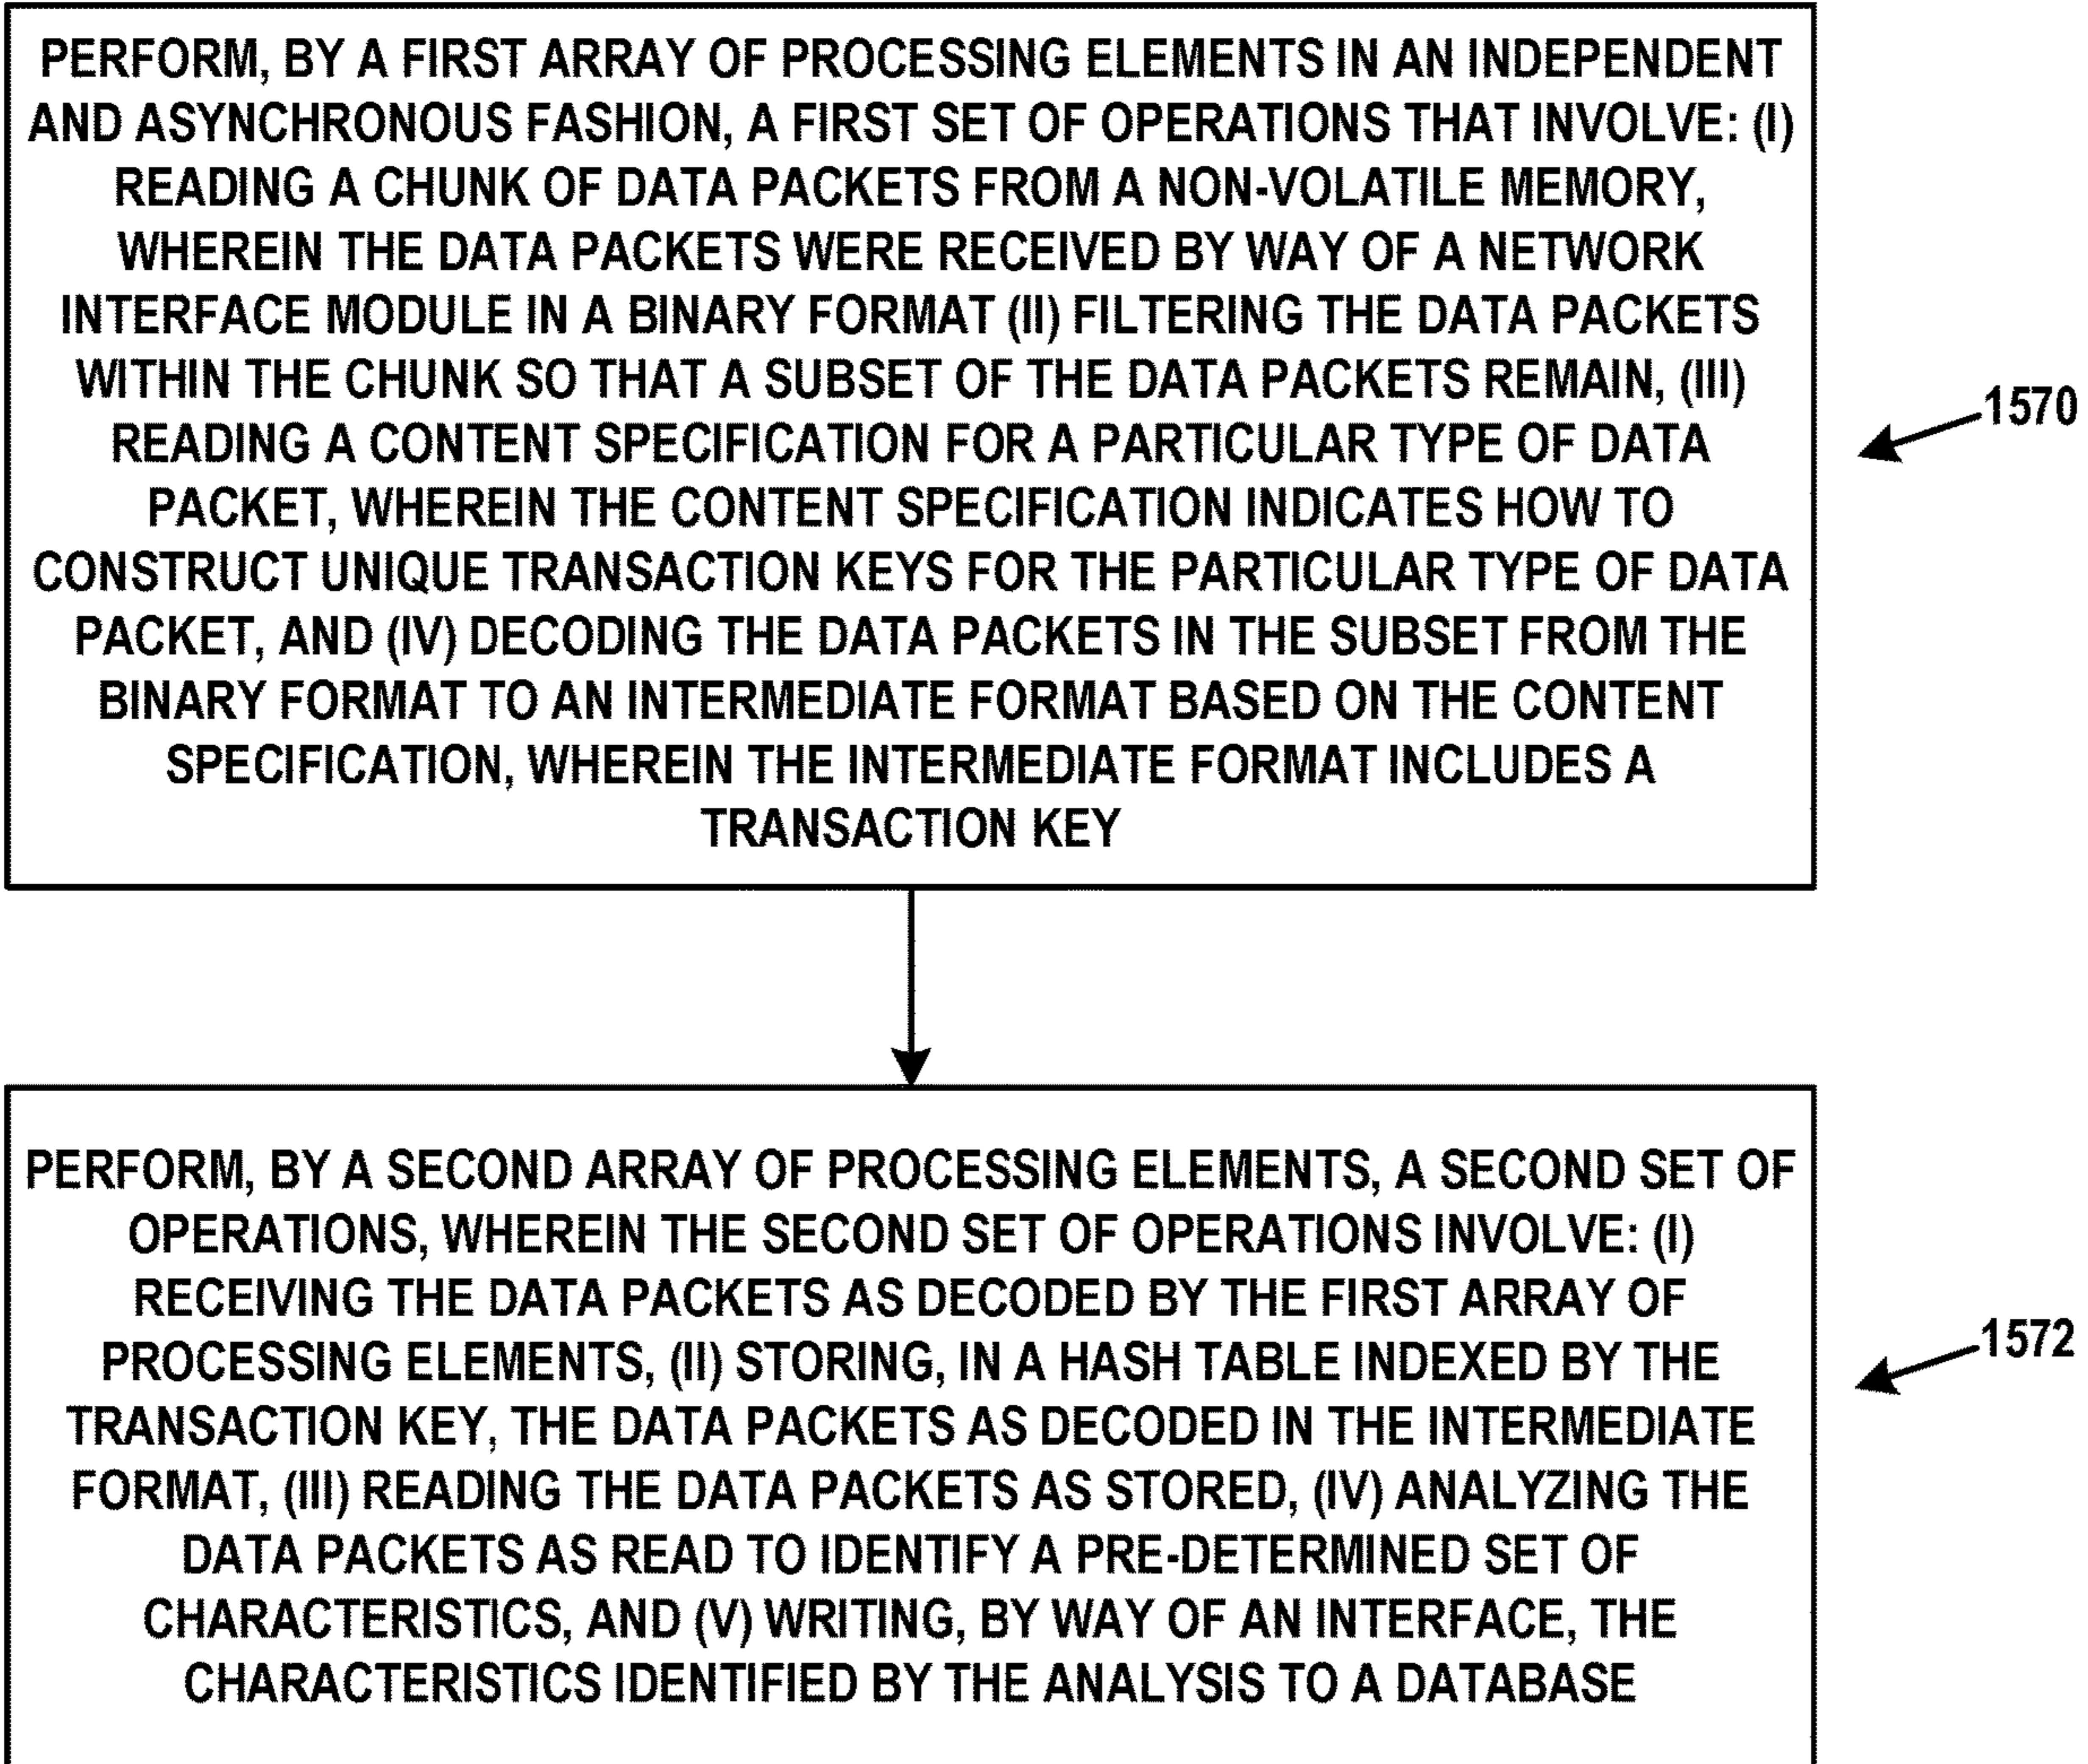 PERFORM, BY A FIRST ARRAY OF PROCESSING ELEMENTS IN AN INDEPENDENT
AND ASYNCHRONOUS FASHION, A FIRST SET OF OPERATIONS THAT INVOLVE: (I)
READING A CHUNK OF DATA PACKETS FROM A NON-VOLATILE MEMORY,
WHEREIN THE DATA PACKETS WERE RECEIVED BY WAY OF A NETWORK
INTERFACE MODULE IN A BINARY FORMAT (II) FILTERING THE DATA PACKETS
WITHIN THE CHUNK SO THAT A SUBSET OF THE DATA PACKETS REMAIN, (III)
READING A CONTENT SPECIFICATION FOR A PARTICULAR TYPE OF DATA
PACKET, WHEREIN THE CONTENT SPECIFICATION INDICATES HOW TO
CONSTRUCT UNIQUE TRANSACTION KEYS FOR THE PARTICULAR TYPE OF DATA
PACKET, AND (IV) DECODING THE DATA PACKETS IN THE SUBSET FROM THE
BINARY FORMAT TO AN INTERMEDIATE FORMAT BASED ON THE CONTENT
SPECIFICATION, WHEREIN THE INTERMEDIATE FORMAT INCLUDES A
TRANSACTION KEY
1570
PERFORM, BY A SECOND ARRAY OF PROCESSING ELEMENTS, A SECOND SET OF
OPERATIONS, WHEREIN THE SECOND SET OF OPERATIONS INVOLVE: (I)
RECEIVING THE DATA PACKETS AS DECODED BY THE FIRST ARRAY OF
PROCESSING ELEMENTS, (II) STORING, IN A HASH TABLE INDEXED BY THE
TRANSACTION KEY, THE DATA PACKETS AS DECODED IN THE INTERMEDIATE
FORMAT, (III) READING THE DATA PACKETS AS STORED, (IV) ANALYZING THE
DATA PACKETS AS READ TO IDENTIFY A PRE-DETERMINED SET OF
CHARACTERISTICS, AND (V) WRITING, BY WAY OF AN INTERFACE, THE
CHARACTERISTICS IDENTIFIED BY THE ANALYSIS TO A DATABASE
1572